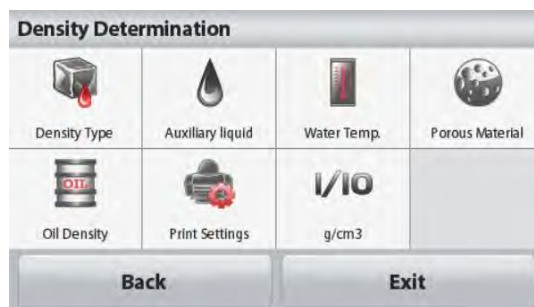 Density Determination
Density Type
Auxiliary liquid
Water Temp.
Porous Material
OIL
I/IO
Oil Density
Print Settings
g/cm3
Back
Exit